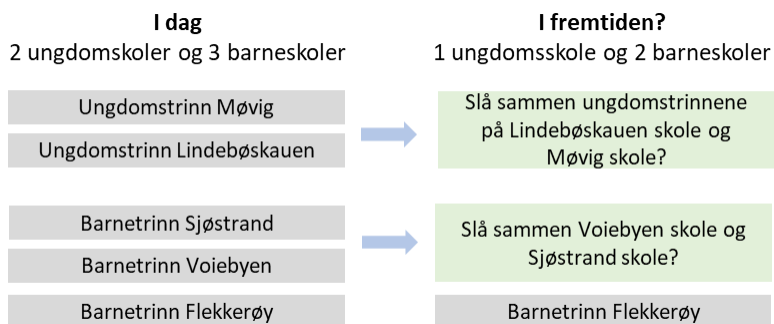 I dag
2 ungdomskoler og 3 barneskoler
Ungdomstrinn Møvig
Ungdomstrinn Lindebøskauen
Barnetrinn Sjøstrand
Barnetrinn Voiebyen
Barnetrinn Flekkerøy
I fremtiden?
1 ungdomsskole og 2 barneskoler
Slå sammen ungdomstrinnene
på Lindebøskauen skole og
Møvig skole?
Slå sammen Voiebyen skole og
Sjøstrand skole?
Barnetrinn Flekkerøy